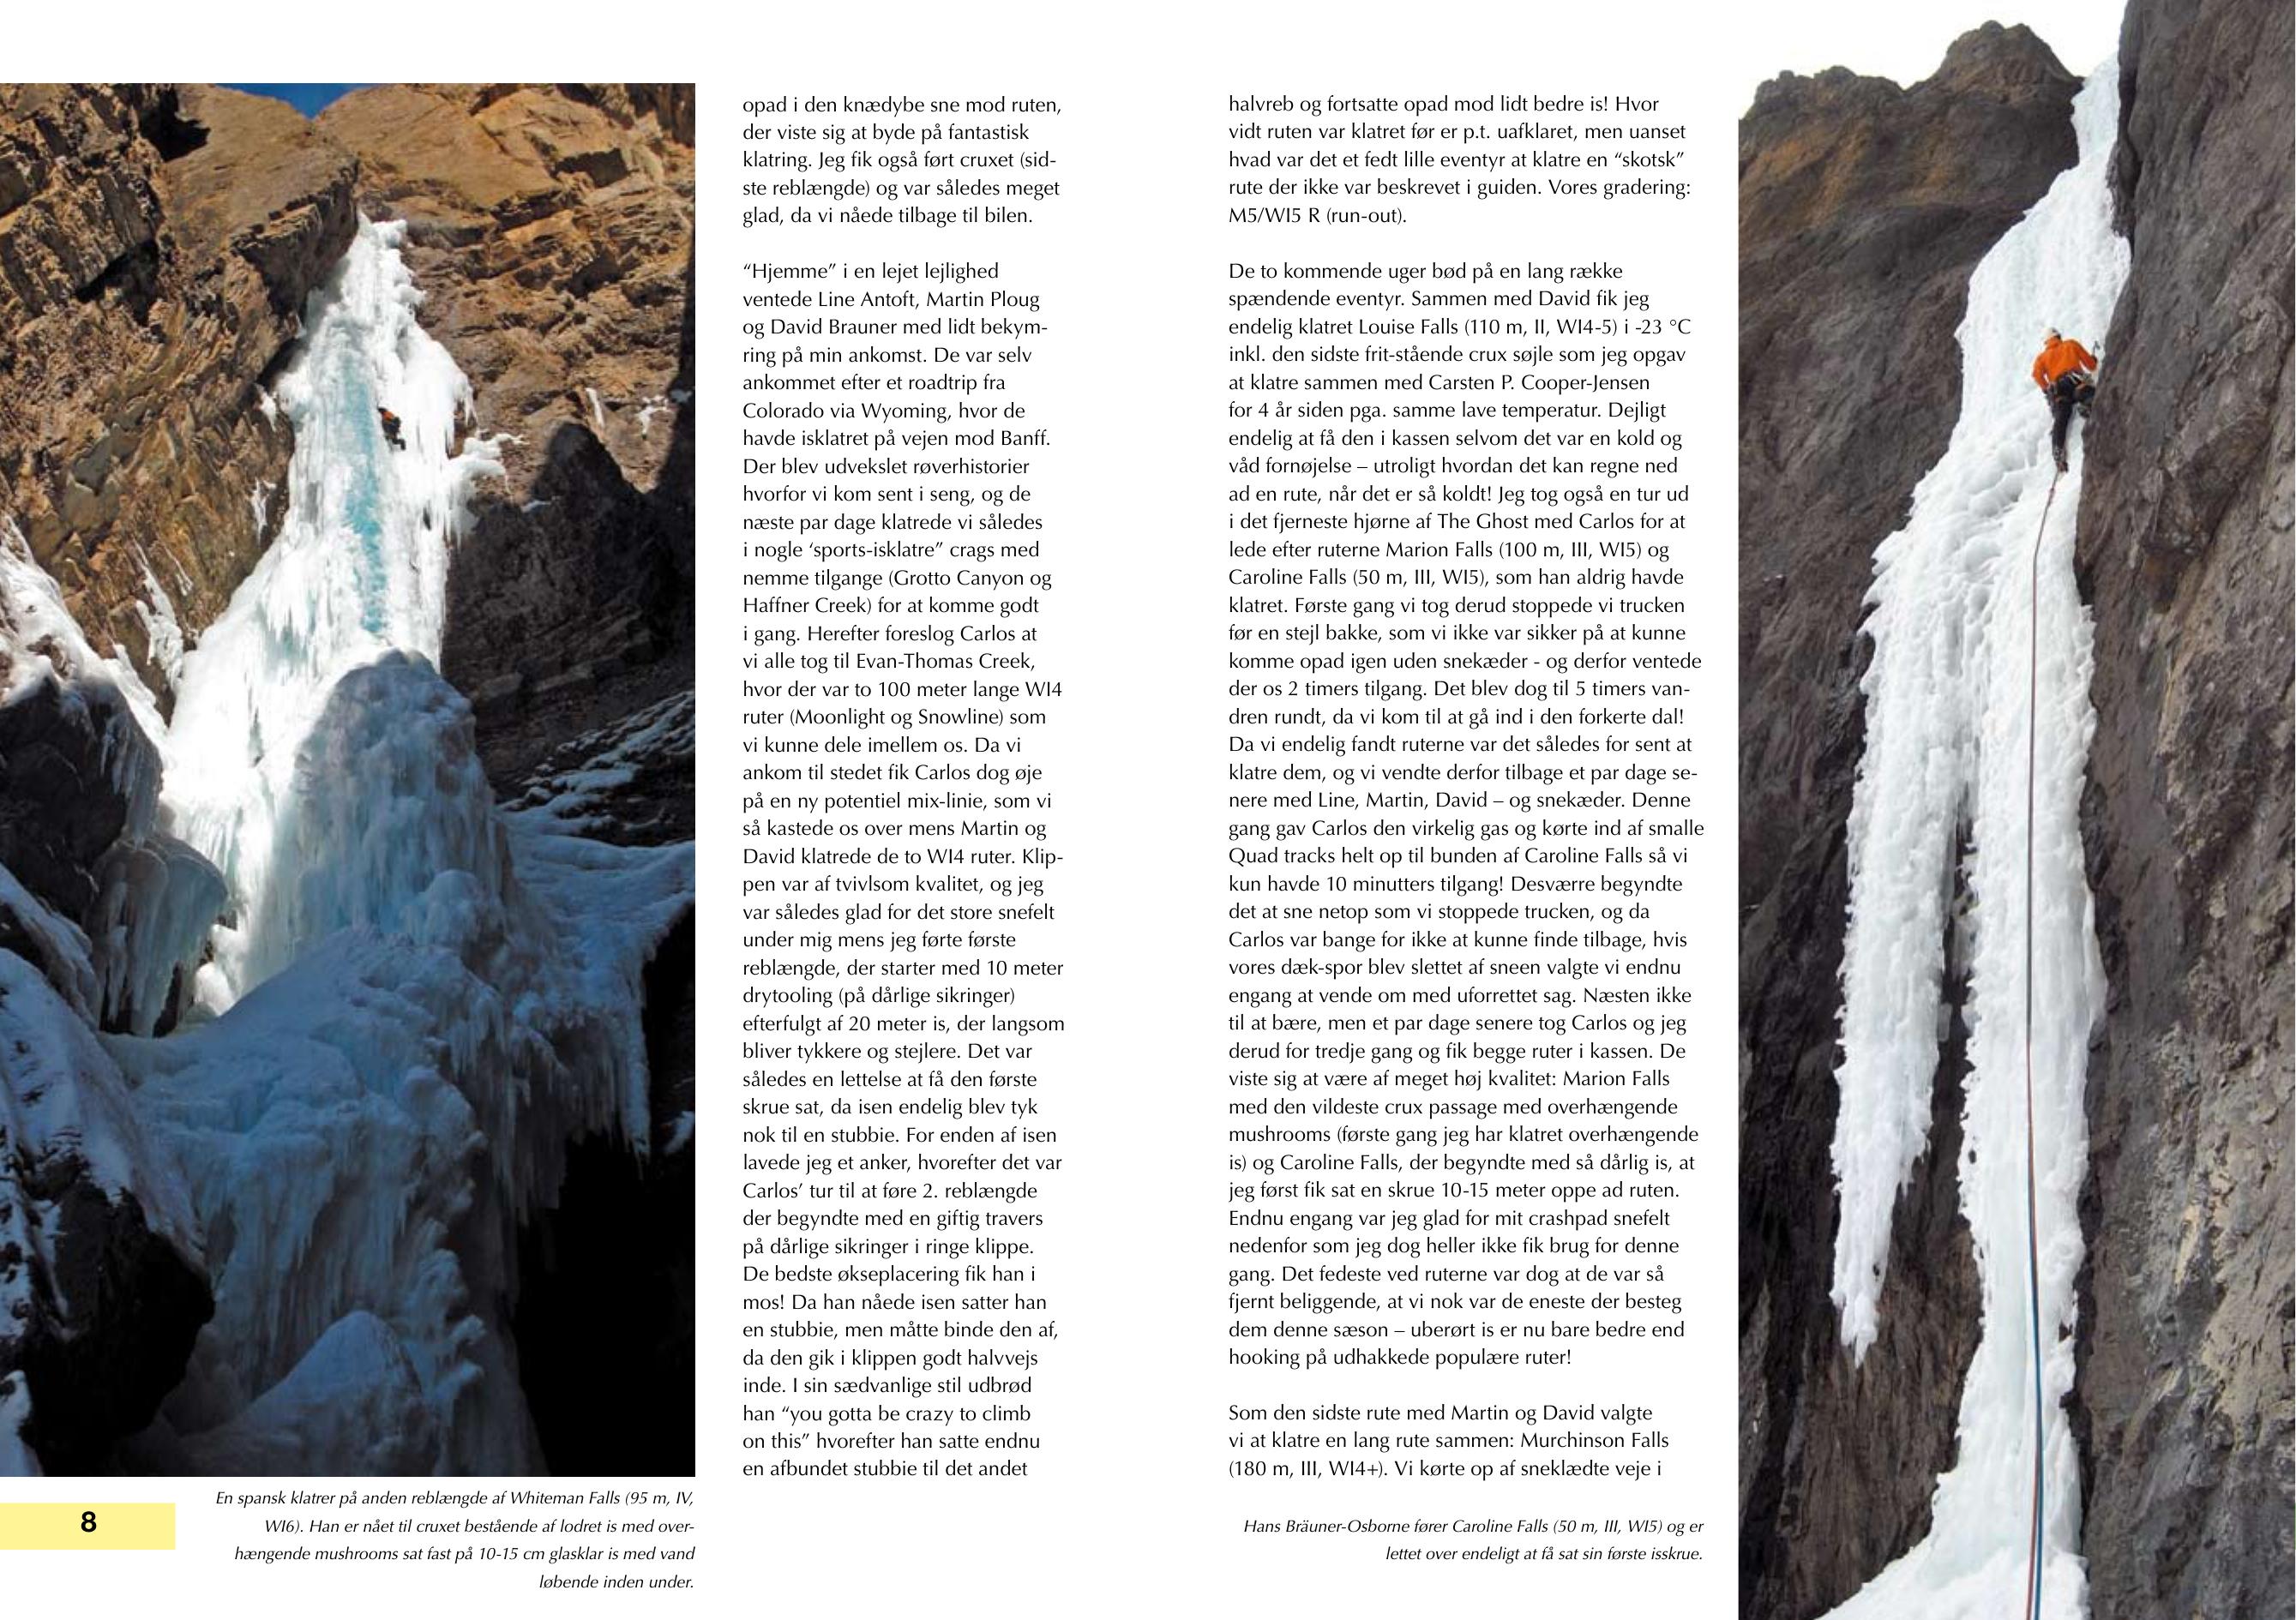 opad i den knædybe sne mod ruten,
der viste sig at byde på fantastisk
klatring. Jeg fik også ført cruxet (sid-
ste reblængde) og var således meget
glad, da vi nåede tilbage til bilen.
“Hjemme” i en lejet lejlighed
ventede Line Antoft, Martin Ploug
og David Brauner med lidt bekym-
ring på min ankomst. De var selv
ankommet efter et roadtrip fra
Colorado via Wyoming, hvor de
havde isklatret på vejen mod Banff.
Der blev udvekslet røverhistorier
hvorfor vi kom sent i seng, og de
næste par dage klatrede vi således
i nogle ‘sports-isklatre” crags med
nemme tilgange (Grotto Canyon og
Haffner Creek) for at komme godt
i gang. Herefter foreslog Carlos at
vi alle tog til Evan-Thomas Creek,
hvor der var to 100 meter lange WI4
ruter (Moonlight og Snowline) som
vi kunne dele imellem os. Da vi
ankom til stedet fik Carlos dog øje
på en ny potentiel mix-linie, som vi
så kastede os over mens Martin og
David klatrede de to WI4 ruter. Klip-
pen var af tvivlsom kvalitet, og jeg
var således glad for det store snefelt
under mig mens jeg førte første
reblængde, der starter med 10 meter
drytooling (på dårlige sikringer)
efterfulgt af 20 meter is, der langsom
bliver tykkere og stejlere. Det var
således en lettelse at få den første
skrue sat, da isen endelig blev tyk
nok til en stubbie. For enden af isen
lavede jeg et anker, hvorefter det var
Carlos’ tur til at føre 2. reblængde
der begyndte med en giftig travers
på dårlige sikringer i ringe klippe.
De bedste økseplacering fik han i
mos! Da han nåede isen satter han
en stubbie, men måtte binde den af,
da den gik i klippen godt halvvejs
inde. I sin sædvanlige stil udbrød
han “you gotta be crazy to climb
on this” hvorefter han satte endnu
en afbundet stubbie til det andet
halvreb og fortsatte opad mod lidt bedre is! Hvor
vidt ruten var klatret før er p.t. uafklaret, men uanset
hvad var det et fedt lille eventyr at klatre en “skotsk”
rute der ikke var beskrevet i guiden. Vores gradering:
M5/WI5 R (run-out).
De to kommende uger bød på en lang række
spændende eventyr. Sammen med David fik jeg
endelig klatret Louise Falls (110 m, II, WI4-5) i -23 °C
inkl. den sidste frit-stående crux søjle som jeg opgav
at klatre sammen med Carsten P. Cooper-Jensen
for 4 år siden pga. samme lave temperatur. Dejligt
endelig at få den i kassen selvom det var en kold og
våd fornøjelse – utroligt hvordan det kan regne ned
ad en rute, når det er så koldt! Jeg tog også en tur ud
i det fjerneste hjørne af The Ghost med Carlos for at
lede efter ruterne Marion Falls (100 m, III, WI5) og
Caroline Falls (50 m, III, WI5), som han aldrig havde
klatret. Første gang vi tog derud stoppede vi trucken
før en stejl bakke, som vi ikke var sikker på at kunne
komme opad igen uden snekæder - og derfor ventede
der os 2 timers tilgang. Det blev dog til 5 timers van-
dren rundt, da vi kom til at gå ind i den forkerte dal!
Da vi endelig fandt ruterne var det således for sent at
klatre dem, og vi vendte derfor tilbage et par dage se-
nere med Line, Martin, David – og snekæder. Denne
gang gav Carlos den virkelig gas og kørte ind af smalle
Quad tracks helt op til bunden af Caroline Falls så vi
kun havde 10 minutters tilgang! Desværre begyndte
det at sne netop som vi stoppede trucken, og da
Carlos var bange for ikke at kunne finde tilbage, hvis
vores dæk-spor blev slettet af sneen valgte vi endnu
engang at vende om med uforrettet sag. Næsten ikke
til at bære, men et par dage senere tog Carlos og jeg
derud for tredje gang og fik begge ruter i kassen. De
viste sig at være af meget høj kvalitet: Marion Falls
med den vildeste crux passage med overhængende
mushrooms (første gang jeg har klatret overhængende
is) og Caroline Falls, der begyndte med så dårlig is, at
jeg først fik sat en skrue 10-15 meter oppe ad ruten.
Endnu engang var jeg glad for mit crashpad snefelt
nedenfor som jeg dog heller ikke fik brug for denne
gang. Det fedeste ved ruterne var dog at de var så
fjernt beliggende, at vi nok var de eneste der besteg
dem denne sæson – uberørt is er nu bare bedre end
hooking på udhakkede populære ruter!
Som den sidste rute med Martin og David valgte
vi at klatre en lang rute sammen: Murchinson Falls
(180 m, III, WI4+). Vi kørte op af sneklædte veje i
En spansk klatrer på anden reblængde af Whiteman Falls (95 m, IV,
WI6). Han er nået til cruxet bestående af lodret is med over-
hængende mushrooms sat fast på 10-15 cm glasklar is med vand
løbende inden under.
8
Hans Bräuner-Osborne fører Caroline Falls (50 m, III, WI5) og er
lettet over endeligt at få sat sin første isskrue.